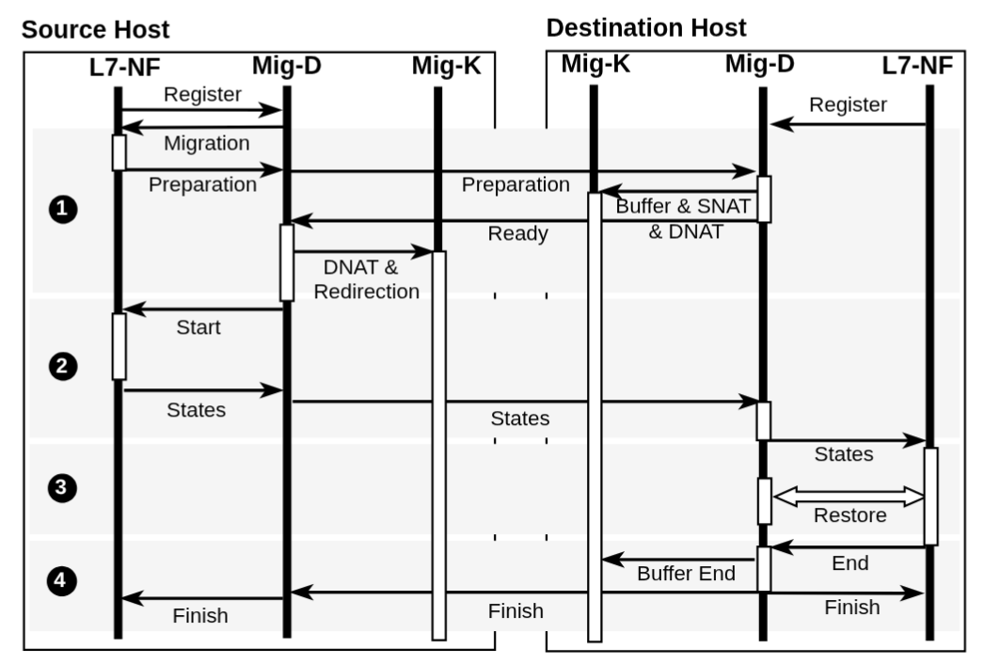 Source Host
Destination Host
L7-NF
Mig-D
Mig-K
Mig-K
Mig-D
L7-NF
Register
Register
Migration
Preparation
Preparation
1
Buffer & SNAT
& DNAT
Ready
DNAT &
Redirection
Start
2
States
States
States
3
Restore
4
End
Buffer End
Finish
Finish
Finish